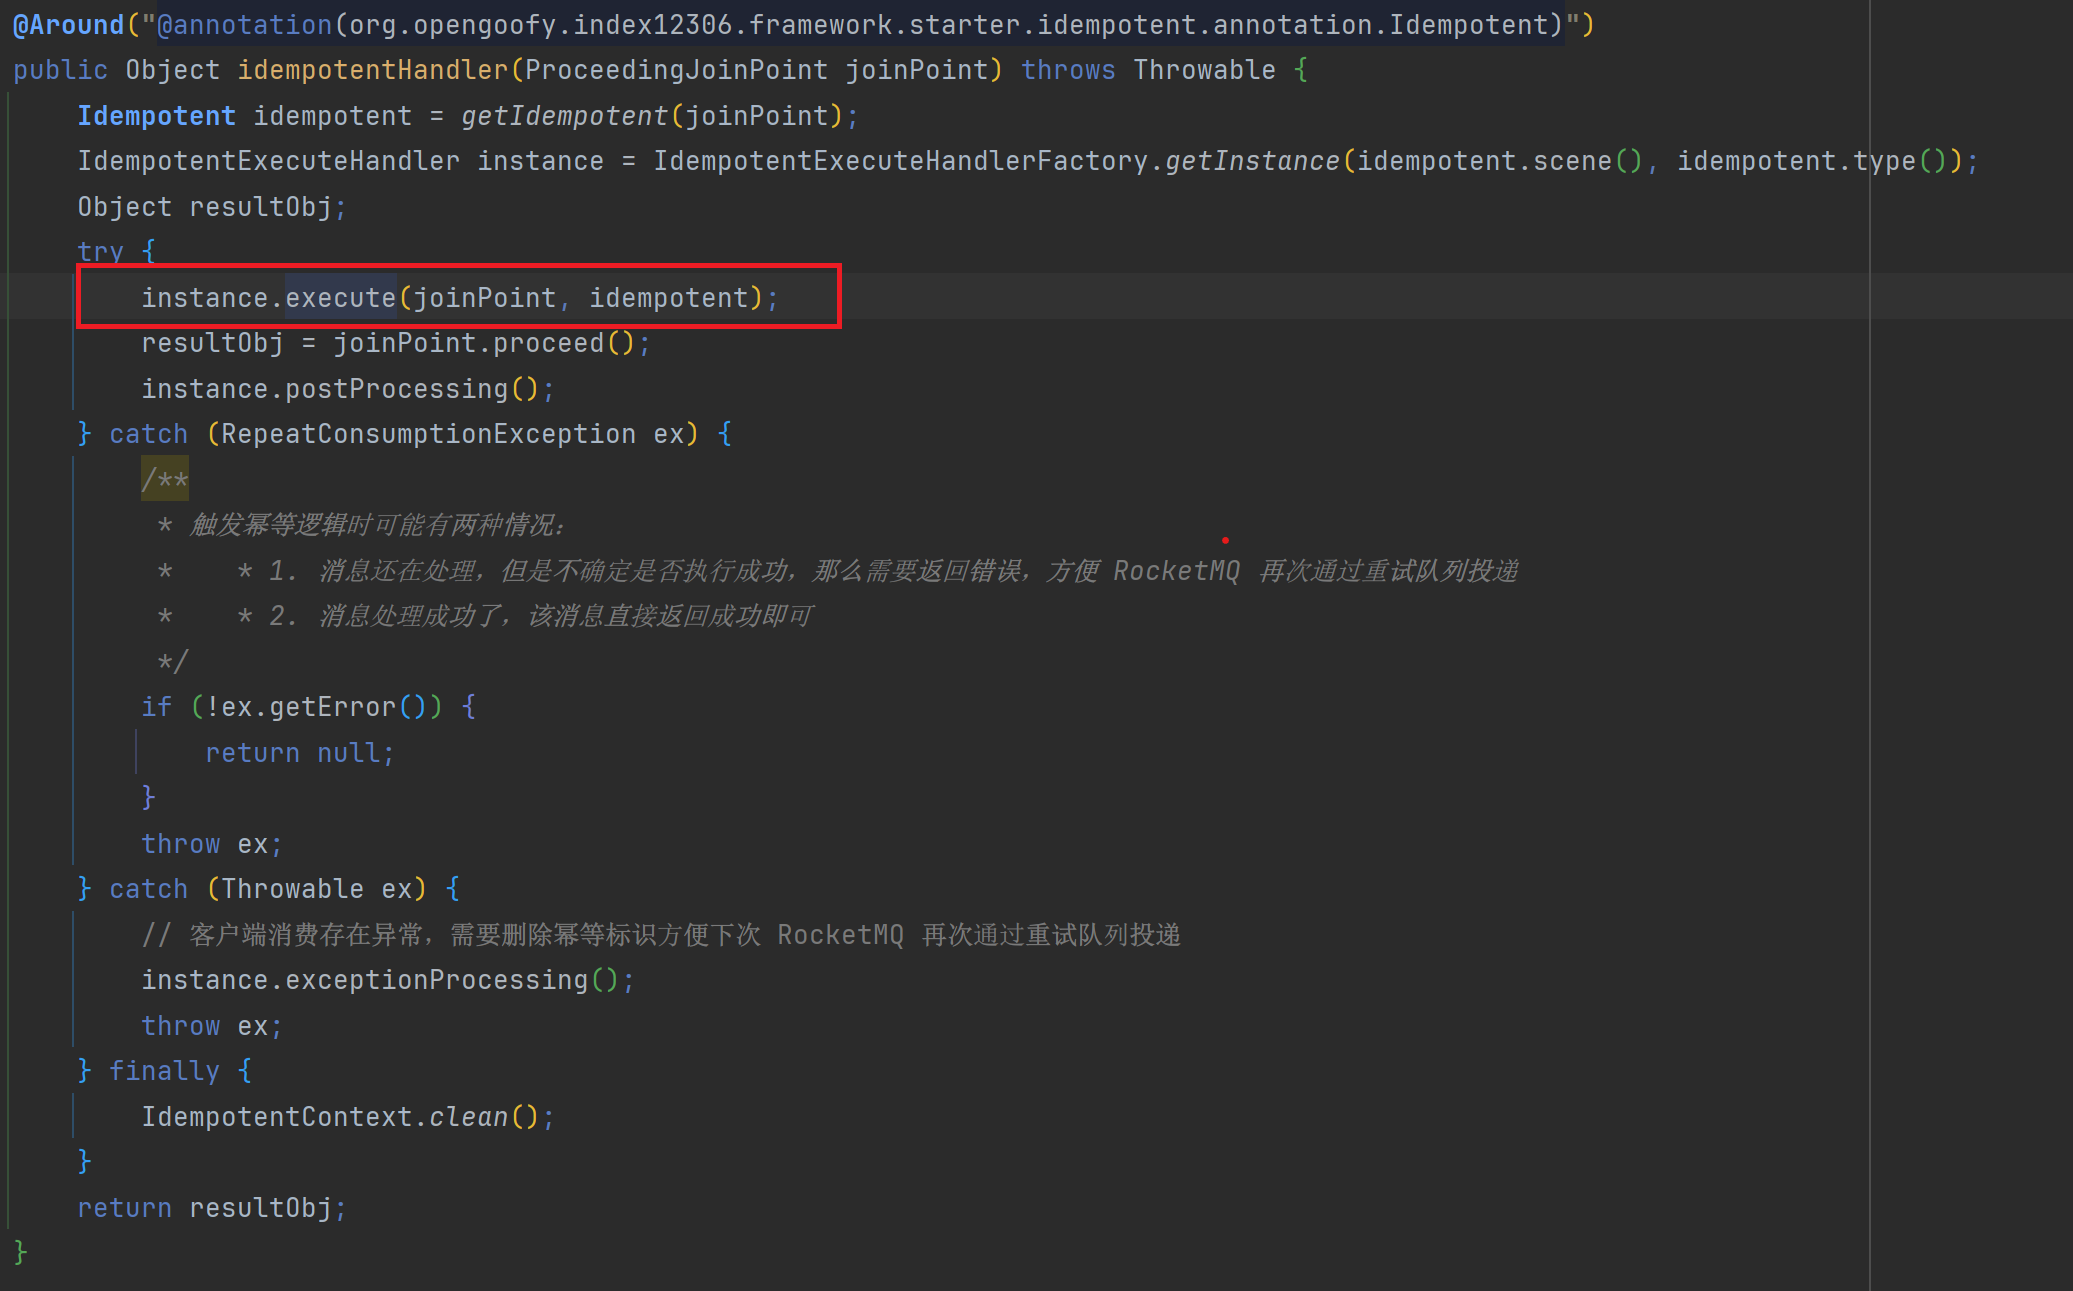 @Around("@annotation(org.opengoofy.index12306.framework.starter.idempotent.annotation.Idempotent)")
public Object idempotentHandler(ProceedingJoinPoint joinPoint) throws Throwable {
    Idempotent idempotent = getIdempotent(joinPoint);
    IdempotentExecuteHandler instance = IdempotentExecuteHandlerFactory.getInstance(idempotent.scene(), idempotent.type());
    Object resultObj;
    try {
        instance.execute(joinPoint, idempotent);
        resultObj = joinPoint.proceed();
        instance.postProcessing();
    } catch (RepeatConsumptionException ex) {
        /**
         * 触发幂等逻辑时可能有两种情况：
         *    * 1. 消息还在处理，但是不确定是否执行成功，那么需要返回错误，方便 RocketMQ 再次通过重试队列投递
         *    * 2. 消息处理成功了，该消息直接返回成功即可
         */
        if (!ex.getError()) {
            return null;
        }
        throw ex;
    } catch (Throwable ex) {
        // 客户端消费存在异常，需要删除幂等标识方便下次 RocketMQ 再次通过重试队列投递
        instance.exceptionProcessing();
        throw ex;
    } finally {
        IdempotentContext.clean();
    }
    return resultObj;
}